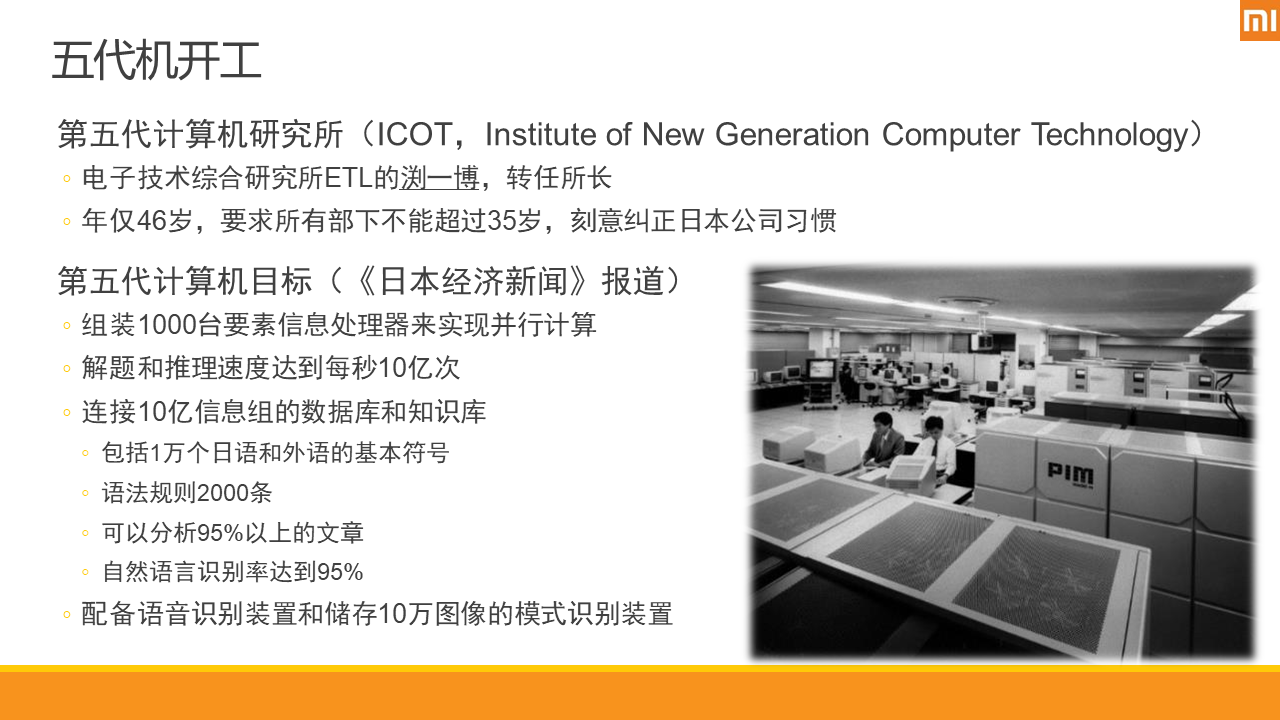 MI
五代机开工
第五代计算机研究所（ICOT，Institute of New Generation Computer Technology）
电子技术综合研究所ETL的渕一博，转任所长
年仅46岁，要求所有部下不能超过35岁，刻意纠正日本公司习惯
第五代计算机目标（《日本经济新闻》报道）
组装1000台要素信息处理器来实现并行计算
解题和推理速度达到每秒10亿次
连接10亿信息组的数据库和知识库
包括1万个日语和外语的基本符号
语法规则2000条
可以分析95%以上的文章
自然语言识别率达到95%
配备语音识别装置和储存10万图像的模式识别装置
PIM